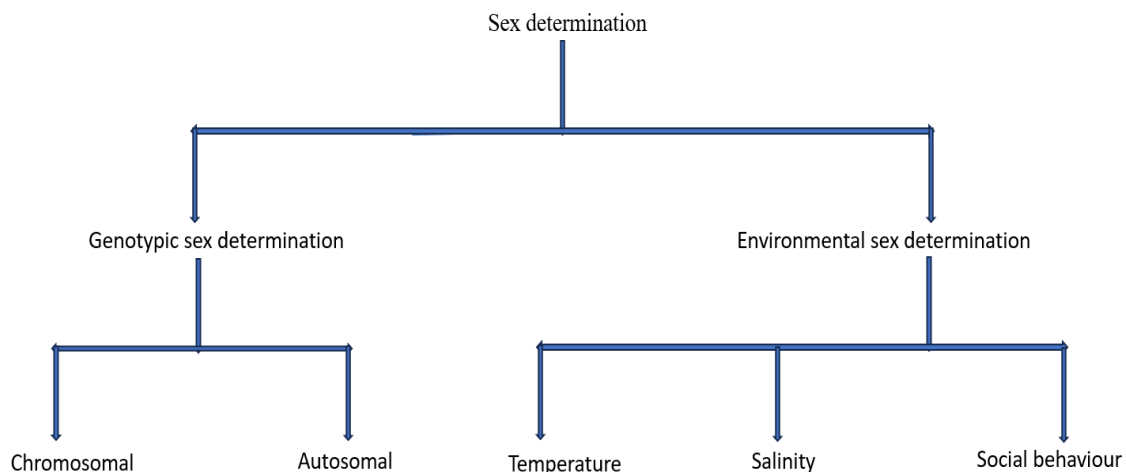 Sex determination
Genotypic sex determination
Environmental sex determination
Chromosomal
Autosomal
Temperature
Salinity
Social behaviour